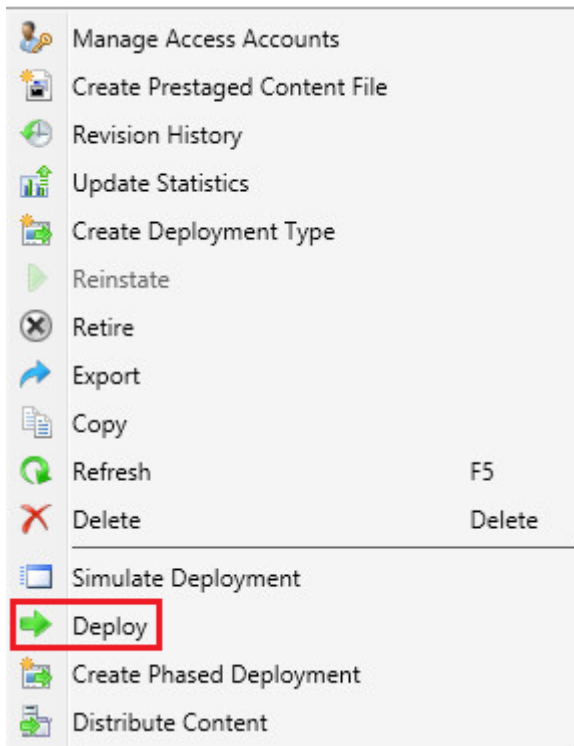 Manage Access Accounts
Create Prestaged Content File
Revision History
Update Statistics
Create Deployment Type
Reinstate
Retire
Export
Copy
Refresh F5
Delete Delete
Simulate Deployment
Deploy
Create Phased Deployment
Distribute Content